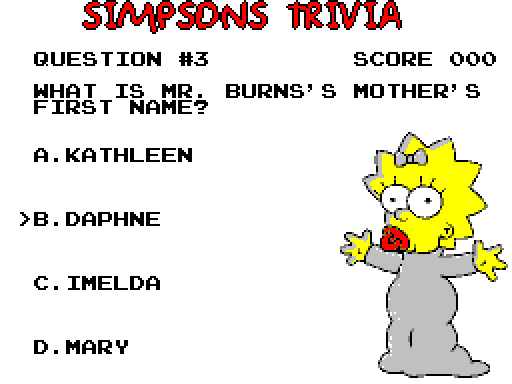 SIMPSONS TRIVIA
QUESTION #3 SCORE 000
WHAT IS MR. BURNS'S MOTHER'S
FIRST NAME?
A.KATHLEEN
>B.DAPHNE
C.IMELDA
D.MARY